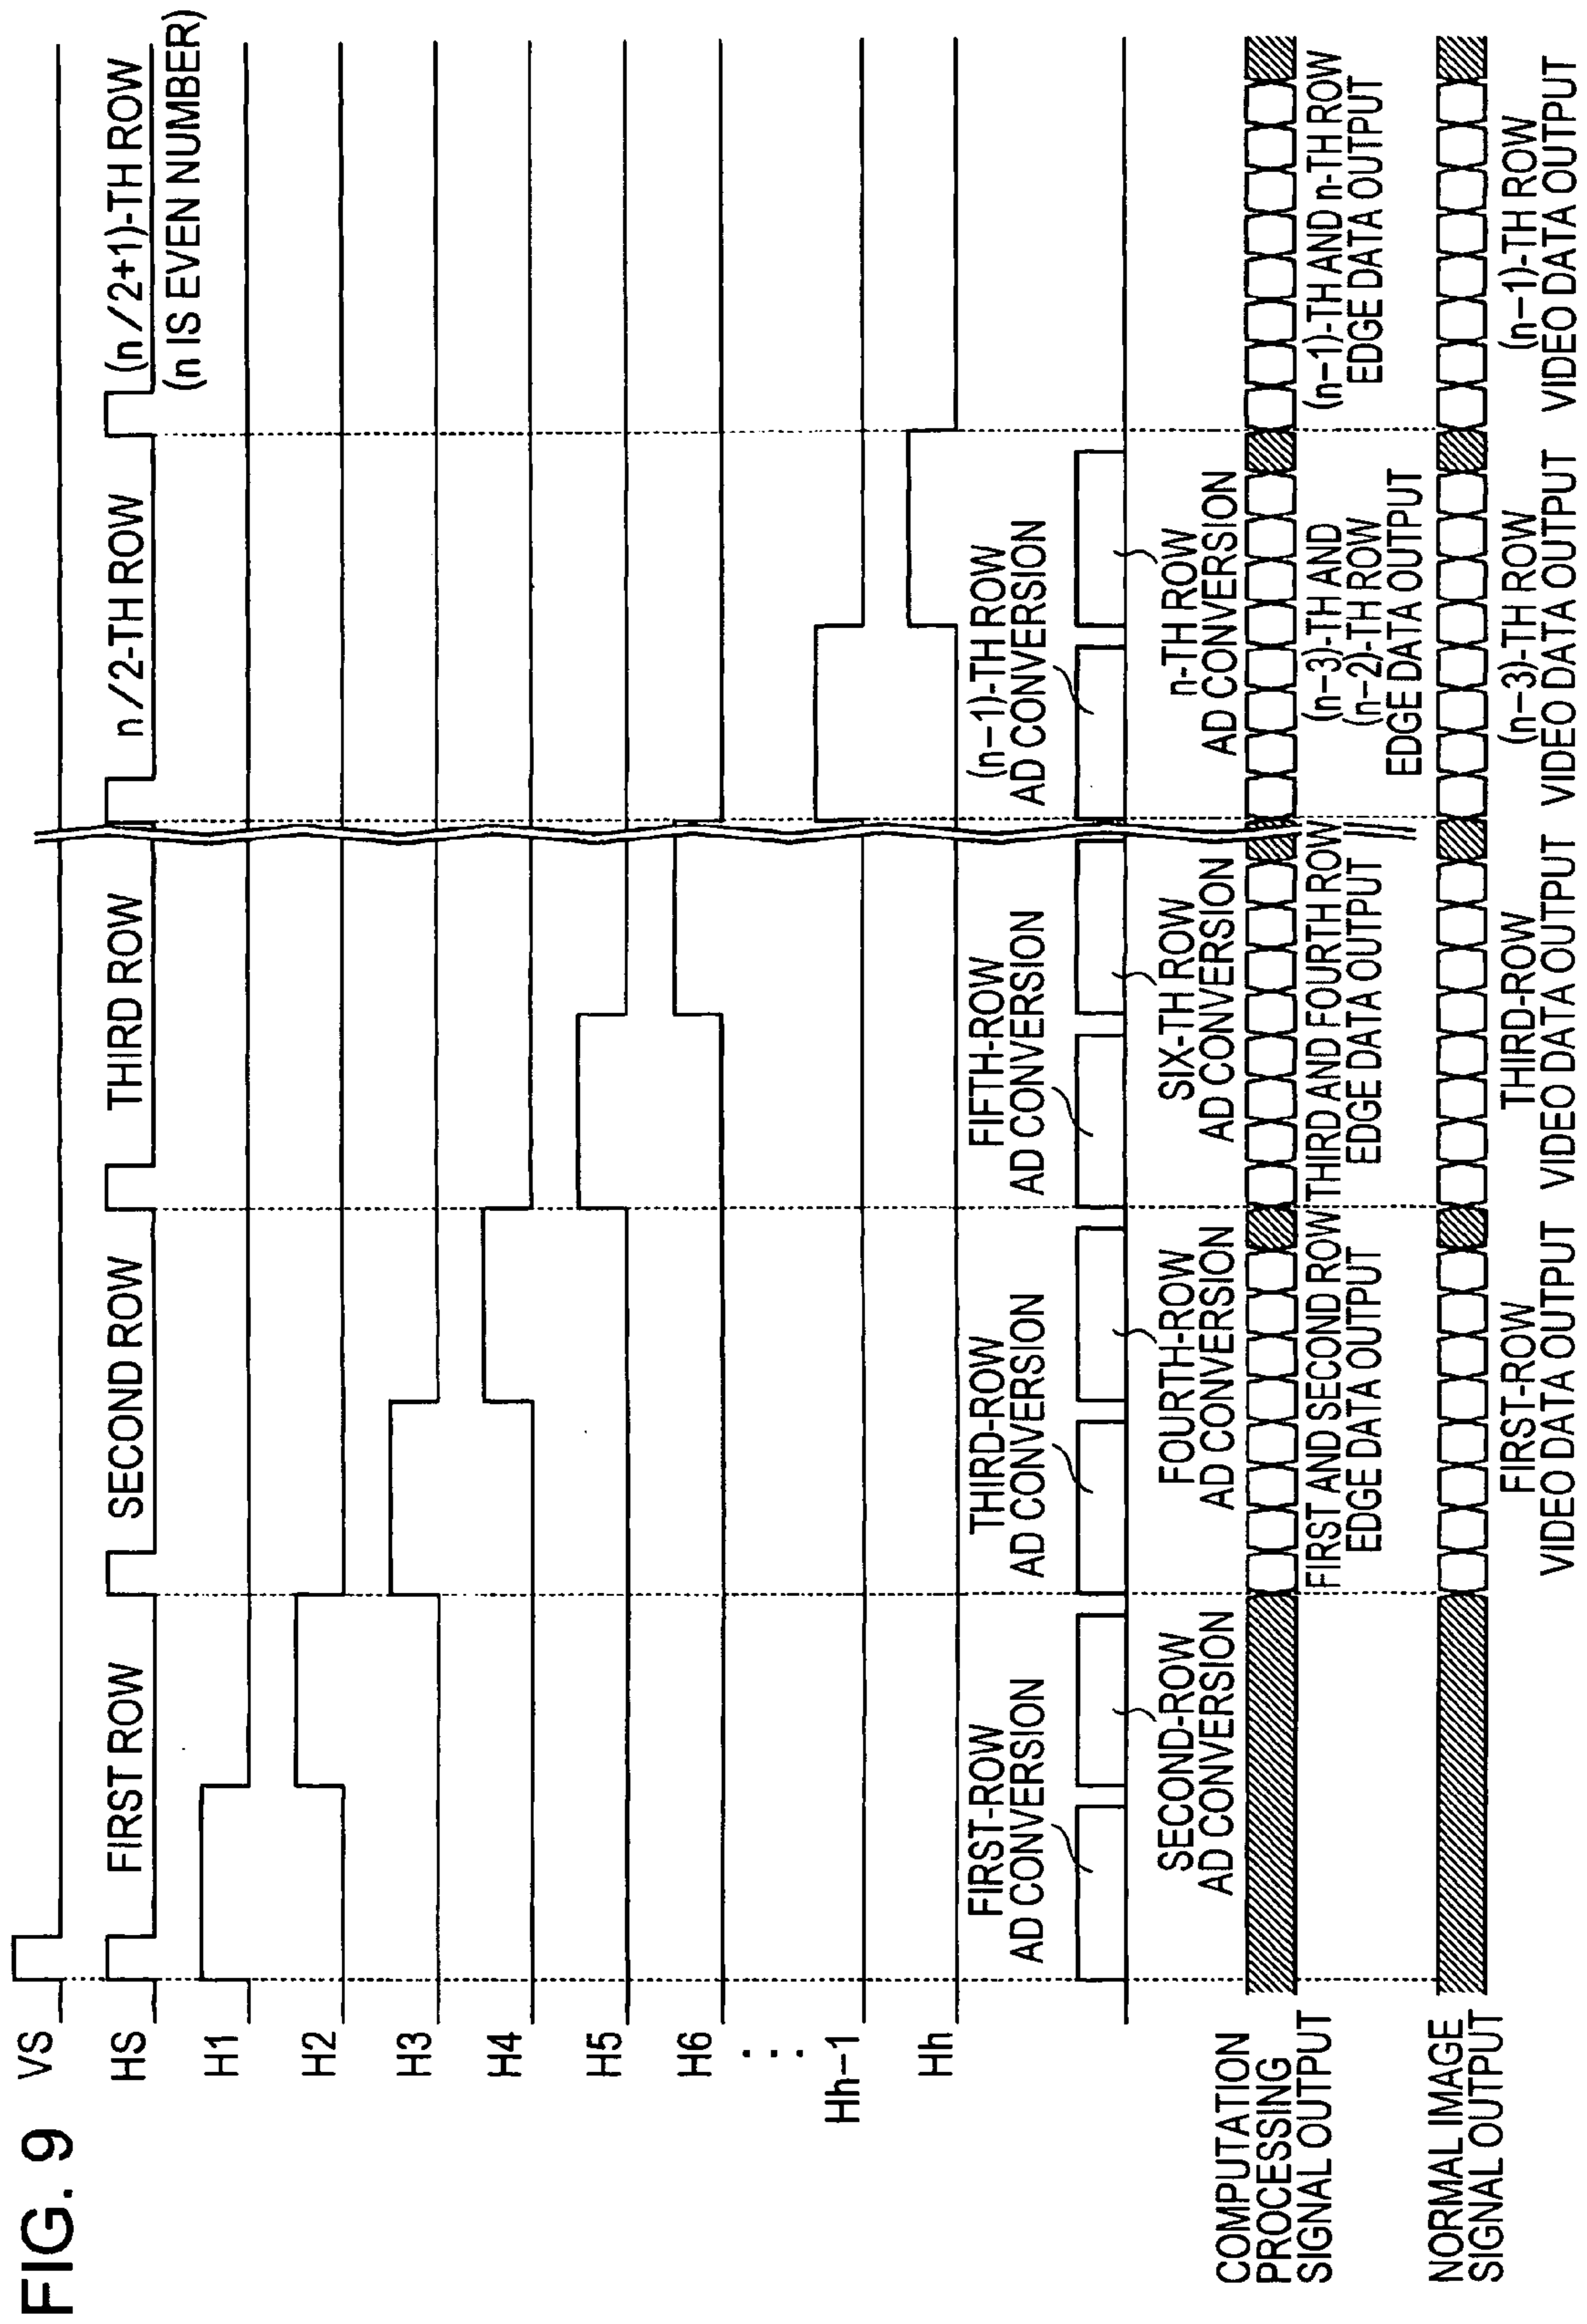 FIG. 9
VS
HS
FIRST ROW
SECOND ROW
THIRD ROW
n/2-TH ROW
(n/2+1)-TH ROW
(n IS EVEN NUMBER)
H1
H2
H3
H4
H5
H6
Hh-1
Hh
FIRST-ROW
AD CONVERSION
THIRD-ROW
AD CONVERSION
FIFTH-ROW
AD CONVERSION
(n-1)-TH ROW
AD CONVERSION
SECOND-ROW
AD CONVERSION
FOURTH-ROW
AD CONVERSION
SIX-TH ROW
AD CONVERSION
n-TH ROW
AD CONVERSION
COMPUTATION
PROCESSING
SIGNAL OUTPUT
FIRST AND SECOND ROW
EDGE DATA OUTPUT
THIRD AND FOURTH ROW
EDGE DATA OUTPUT
(n-3)-TH AND
(n-2)-TH ROW
EDGE DATA OUTPUT
(n-1)-TH AND n-TH ROW
EDGE DATA OUTPUT
NORMAL IMAGE
SIGNAL OUTPUT
FIRST-ROW
VIDEO DATA OUTPUT
THIRD-ROW
VIDEO DATA OUTPUT
(n-3)-TH ROW
VIDEO DATA OUTPUT
(n-1)-TH ROW
VIDEO DATA OUTPUT